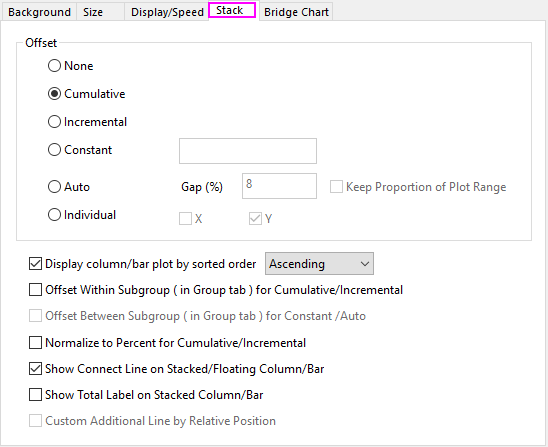 Background Size Display/Speed Stack Bridge Chart
Offset
None
Cumulative
Incremental
Constant
Auto Gap (%) 8 Keep Proportion of Plot Range
Individual X Y
Display column/bar plot by sorted order Ascending
Offset Within Subgroup ( in Group tab ) for Cumulative/Incremental
Offset Between Subgroup ( in Group tab ) for Constant /Auto
Normalize to Percent for Cumulative/Incremental
Show Connect Line on Stacked/Floating Column/Bar
Show Total Label on Stacked Column/Bar
Custom Additional Line by Relative Position